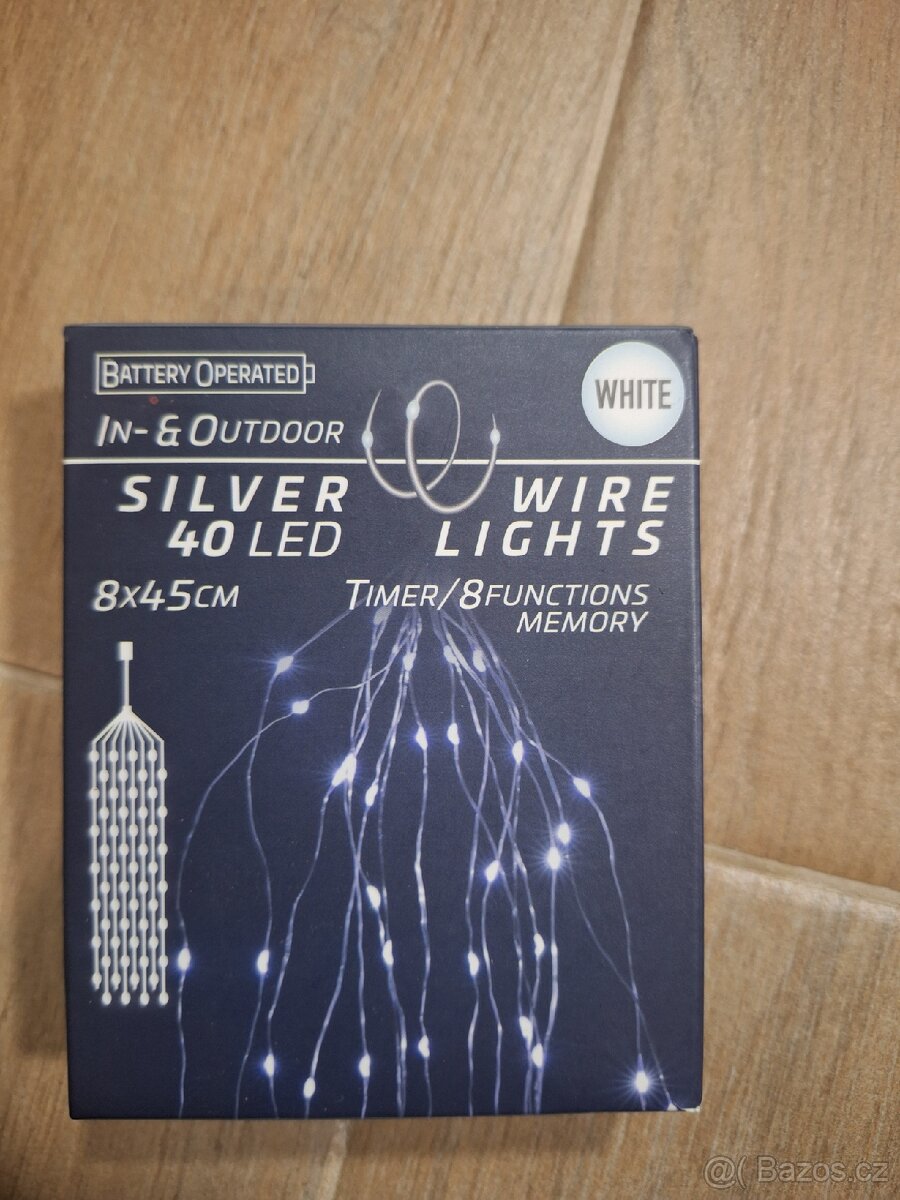 BATTERY OPERATED
WHITE
IN- & OUTDOOR
SILVER WIRE
40 LED LIGHTS
8X45CM
TIMER/8FUNCTIONS
MEMORY
@( Bazos.cz